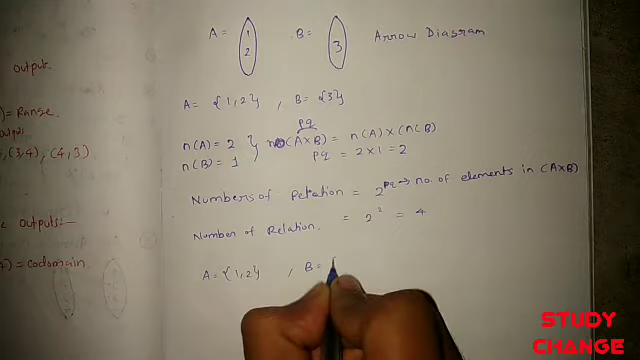 A = 1 2 B = 3 Arrow Diagram
A = {1,2} , B = {3}
pq
n(A) = 2 } n(A×B) = n(A)×(n(B)
n(B) = 1 pq = 2×1 = 2
Numbers of Relation = 2^pq → no. of elements in (A×B)
Number of Relation. = 2^2 = 4
A = {1,2} , B = {
output.
) = Range.
, (3,4), (4,3)
outputs:-
) = Codomain.
STUDY
CHANGE